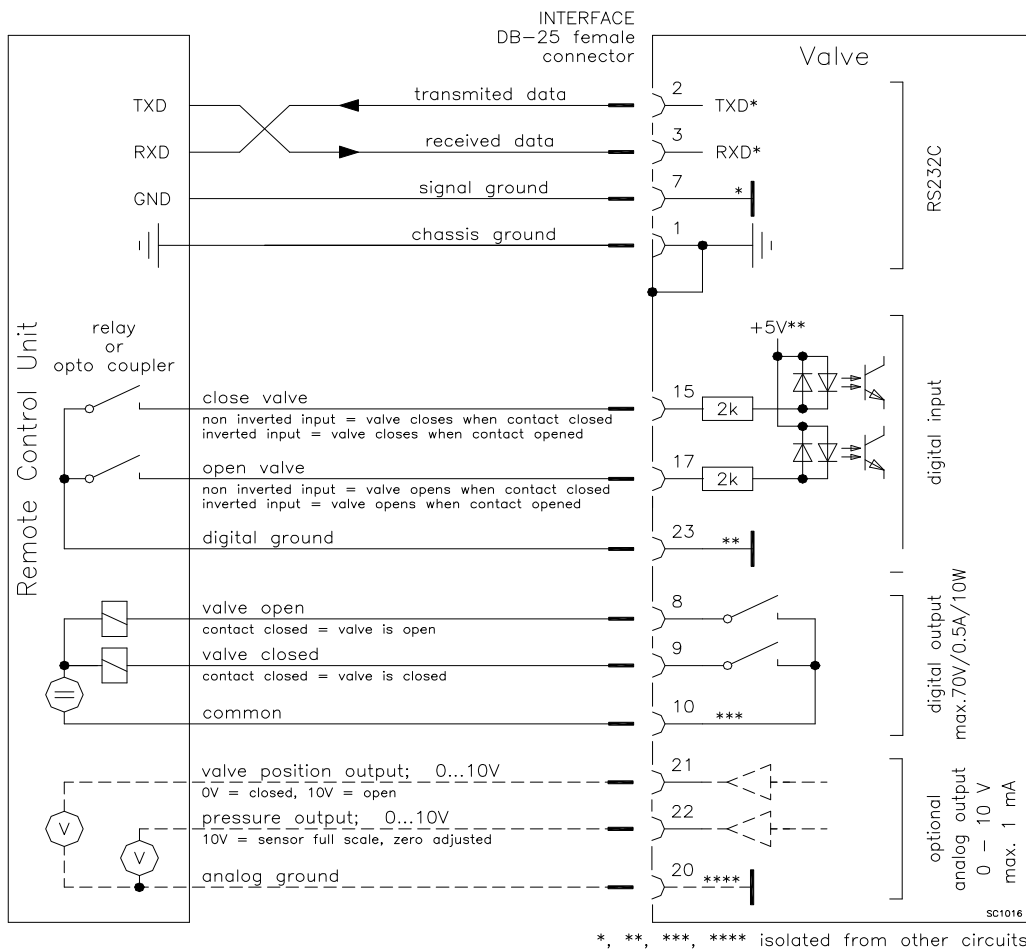 INTERFACE
DB-25 female
connector
Valve
TXD
transmited data
2
TXD*
RXD
received data
3
RXD*
GND
signal ground
7
*
chassis ground
1
RS232C
Remote Control Unit
relay
or
opto coupler
+5V**
close valve
15
2k
non inverted input = valve closes when contact closed
inverted input = valve closes when contact opened
open valve
17
2k
non inverted input = valve opens when contact closed
inverted input = valve opens when contact opened
digital ground
23
**
digital input
valve open
8
contact closed = valve is open
valve closed
9
contact closed = valve is closed
common
10
***
digital output
max.70V/0.5A/10W
valve position output; 0...10V
21
0V = closed, 10V = open
V
pressure output; 0...10V
22
10V = sensor full scale, zero adjusted
V
analog ground
20
****
optional
analog output
0 - 10 V
max. 1 mA
SC1016
*, **, ***, **** isolated from other circuits